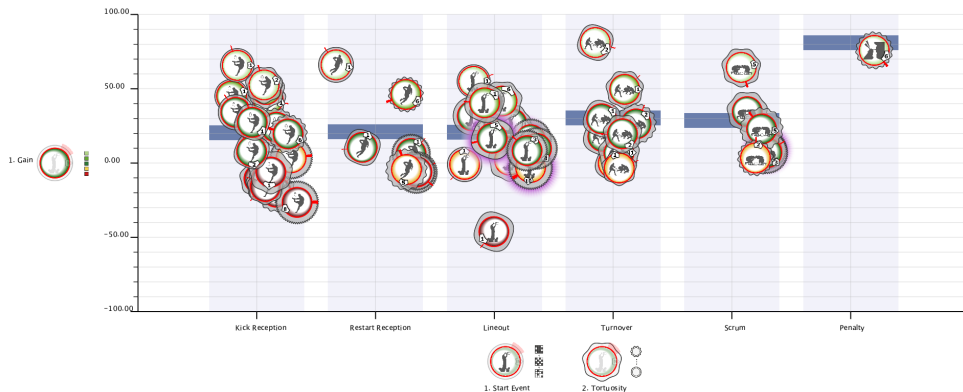 100.00
50.00
1. Gain
0.00
-50.00
-100.00
Kick Reception Restart Reception Lineout Turnover Scrum Penalty
1. Start Event 2. Tortuosity